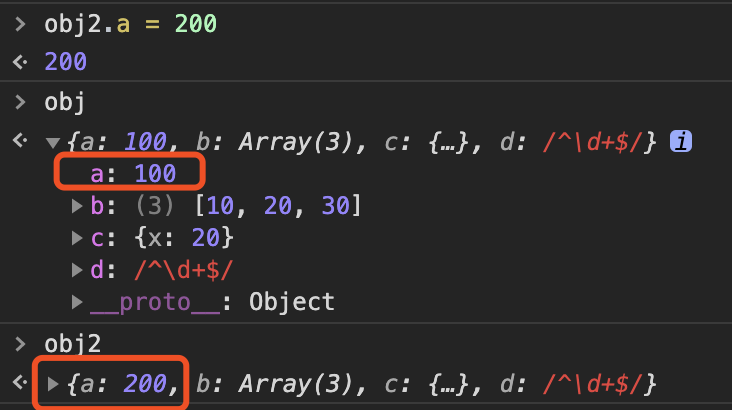 > obj2.a = 200
<· 200
> obj
<· ▼{a: 100, b: Array(3), c: {…}, d: /^\d+$/} i
a: 100
▶b: (3) [10, 20, 30]
▶c: {x: 20}
▶d: /^\d+$/
▶__proto__: Object
> obj2
<· ▶{a: 200, b: Array(3), c: {…}, d: /^\d+$/}